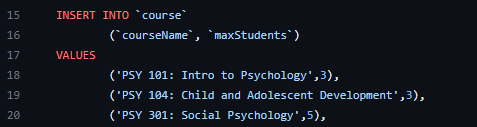 15 INSERT INTO `course`
16 (`courseName`, `maxStudents`)
17 VALUES
18 ('PSY 101: Intro to Psychology',3),
19 ('PSY 104: Child and Adolescent Development',3),
20 ('PSY 301: Social Psychology',5),